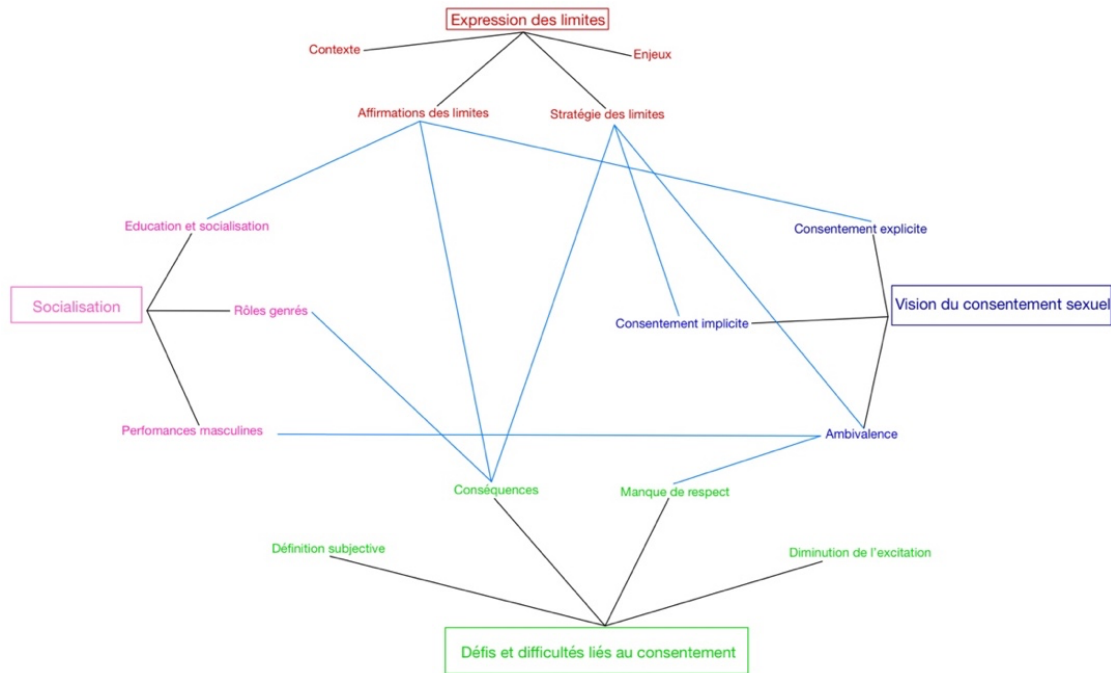 Expression des limites
Contexte
Enjeux
Affirmations des limites
Stratégie des limites
Education et socialisation
Consentement explicite
Socialisation
Rôles genrés
Consentement implicite
Vision du consentement sexuel
Perfomances masculines
Ambivalence
Conséquences
Manque de respect
Définition subjective
Diminution de l'excitation
Défis et difficultés liés au consentement